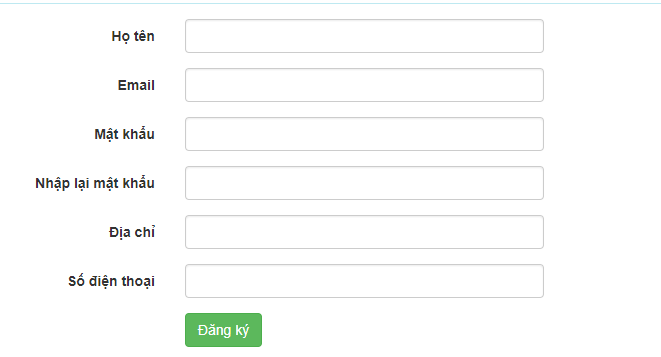 Họ tên
Email
Mật khẩu
Nhập lại mật khẩu
Địa chỉ
Số điện thoại
Đăng ký